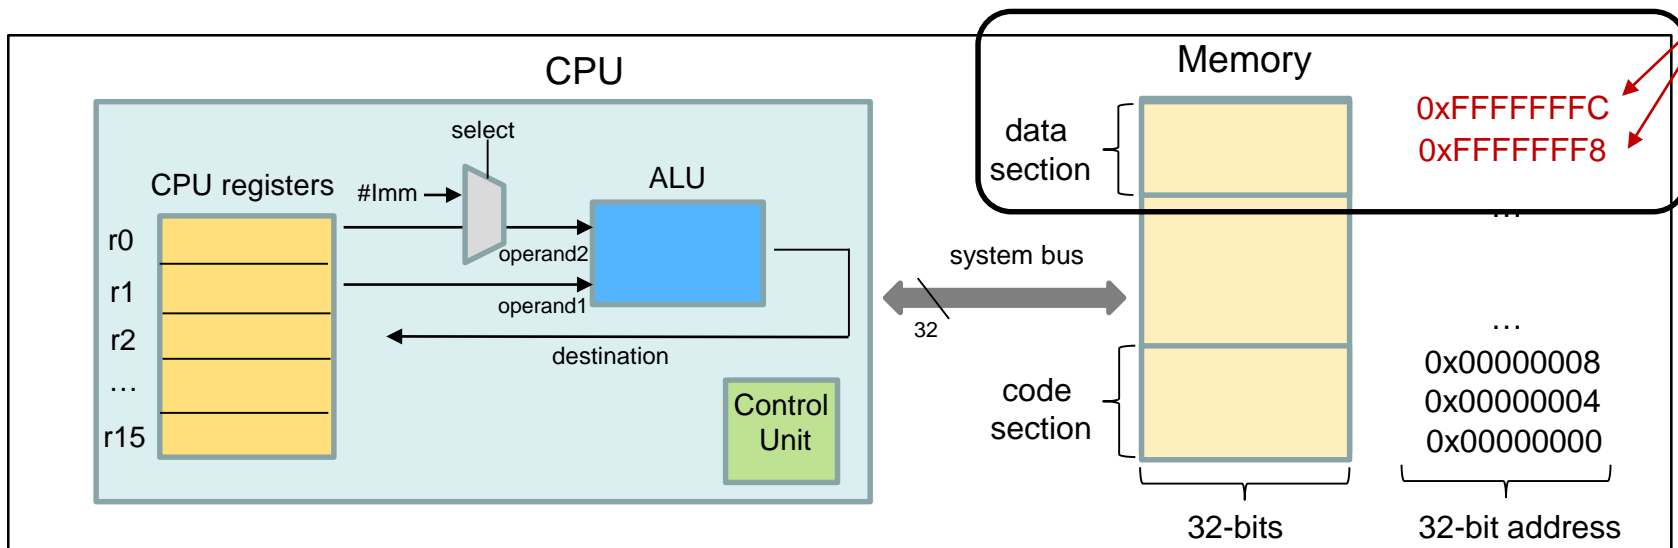 CPU
Memory
select
#Imm
CPU registers
ALU
r0
r1
r2
...
r15
operand2
operand1
destination
Control
Unit
system bus
32
data
section
code
section
0xFFFFFFFC
0xFFFFFFF8
...
...
0x00000008
0x00000004
0x00000000
32-bits
32-bit address